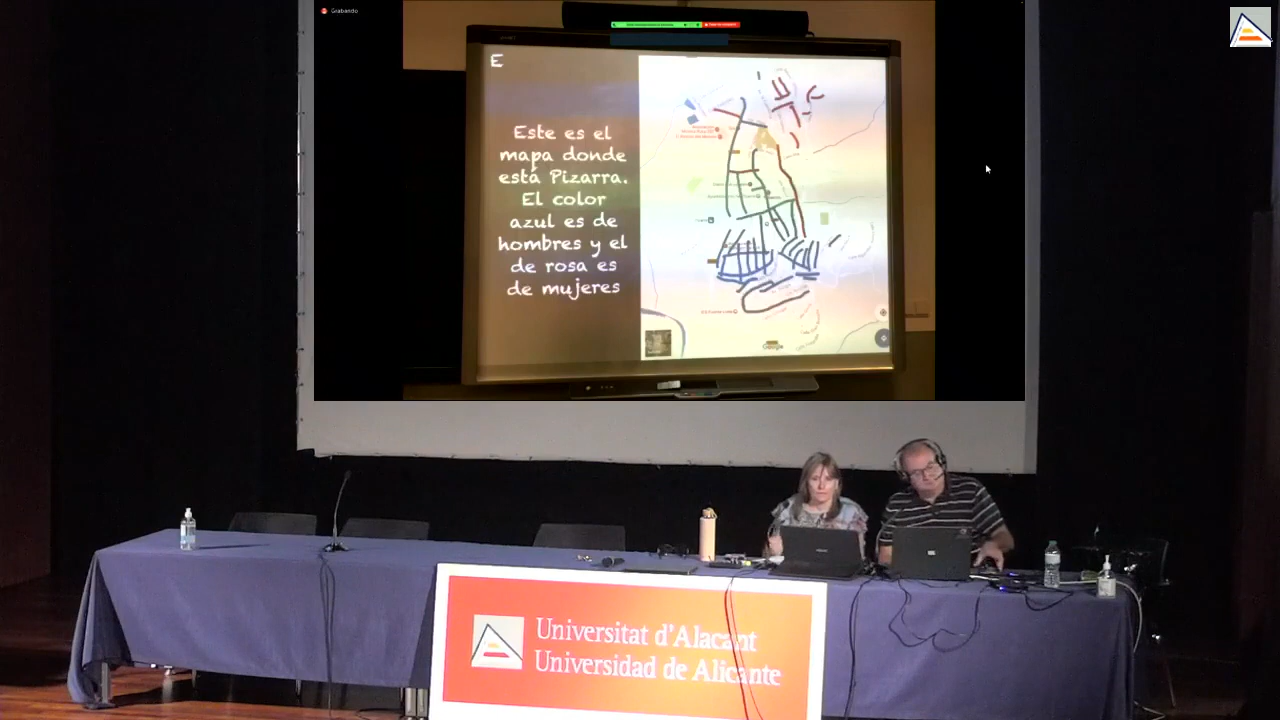 Grabando
E
Este es el
mapa donde
está Pizarra.
El color
azul es de
hombres y el
de rosa es
de mujeres
Google
Universitat d'Alacant
Universidad de Alicante